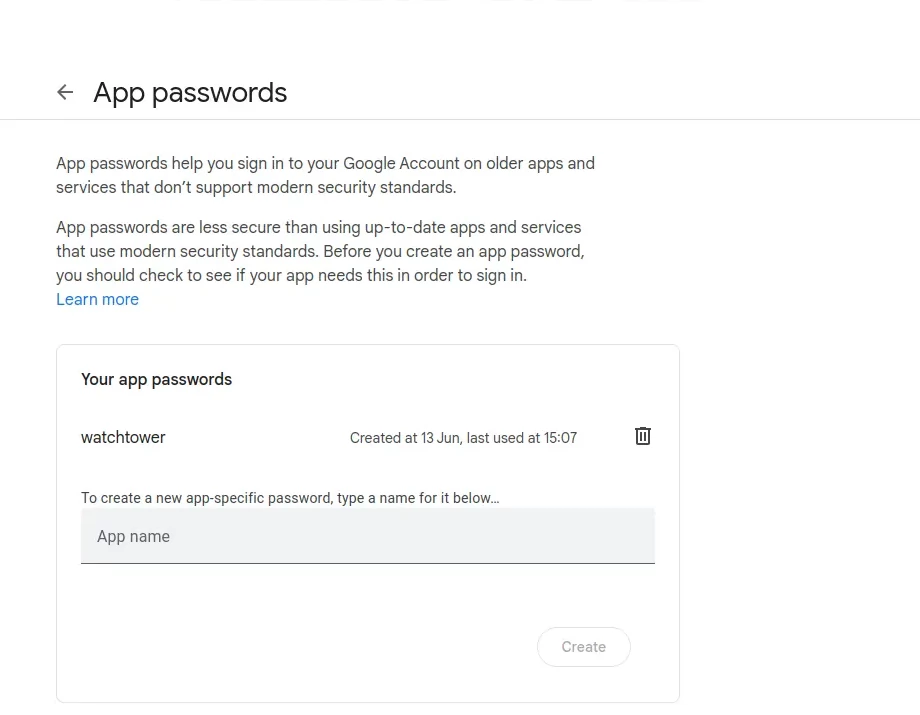 App passwords
App passwords help you sign in to your Google Account on older apps and
services that don’t support modern security standards.
App passwords are less secure than using up-to-date apps and services
that use modern security standards. Before you create an app password,
you should check to see if your app needs this in order to sign in.
Learn more
Your app passwords
watchtower Created at 13 Jun, last used at 15:07
To create a new app-specific password, type a name for it below…
App name
Create